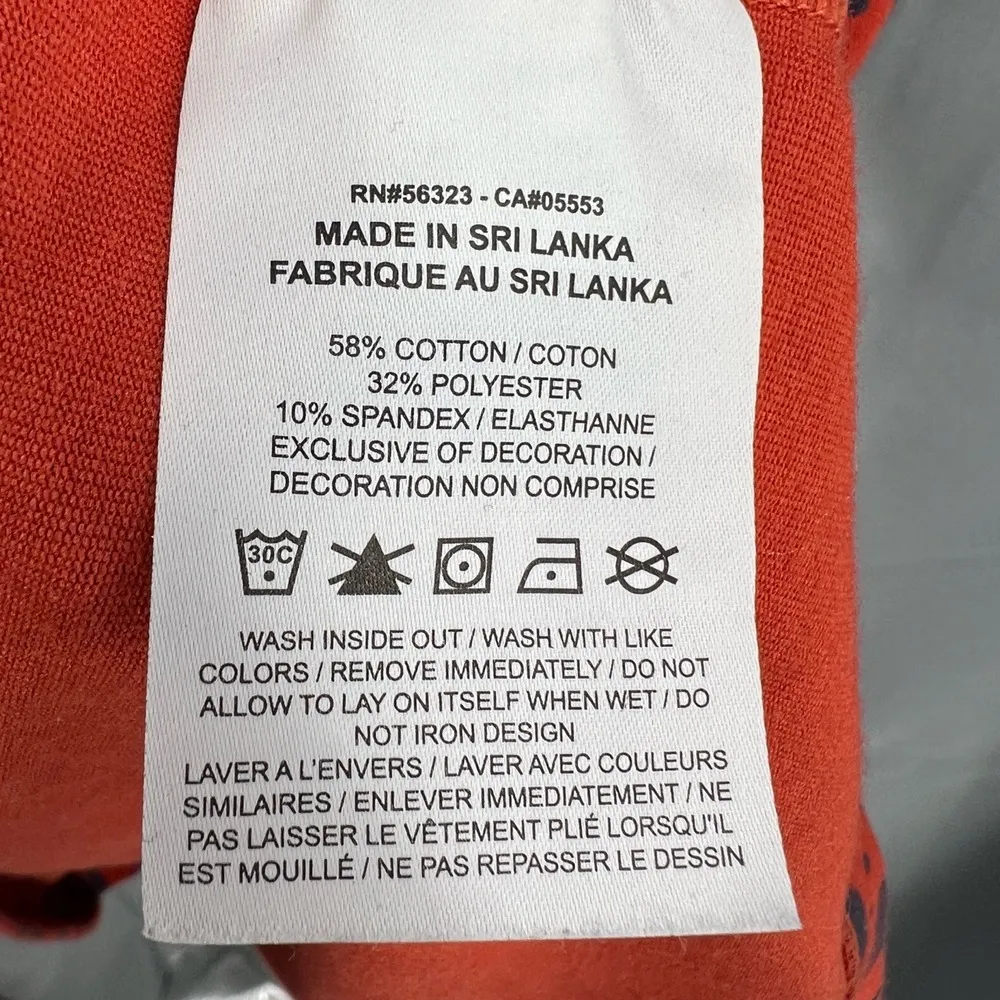 RN#56323 - CA#05553
MADE IN SRI LANKA
FABRIQUE AU SRI LANKA
58% COTTON / COTON
32% POLYESTER
10% SPANDEX / ELASTHANNE
EXCLUSIVE OF DECORATION /
DECORATION NON COMPRISE
30C
WASH INSIDE OUT / WASH WITH LIKE
COLORS / REMOVE IMMEDIATELY / DO NOT
ALLOW TO LAY ON ITSELF WHEN WET / DO
NOT IRON DESIGN
LAVER A L'ENVERS / LAVER AVEC COULEURS
SIMILAIRES / ENLEVER IMMEDIATEMENT / NE
PAS LAISSER LE VÊTEMENT PLIÉ LORSQU'IL
EST MOUILLÉ / NE PAS REPASSER LE DESSIN